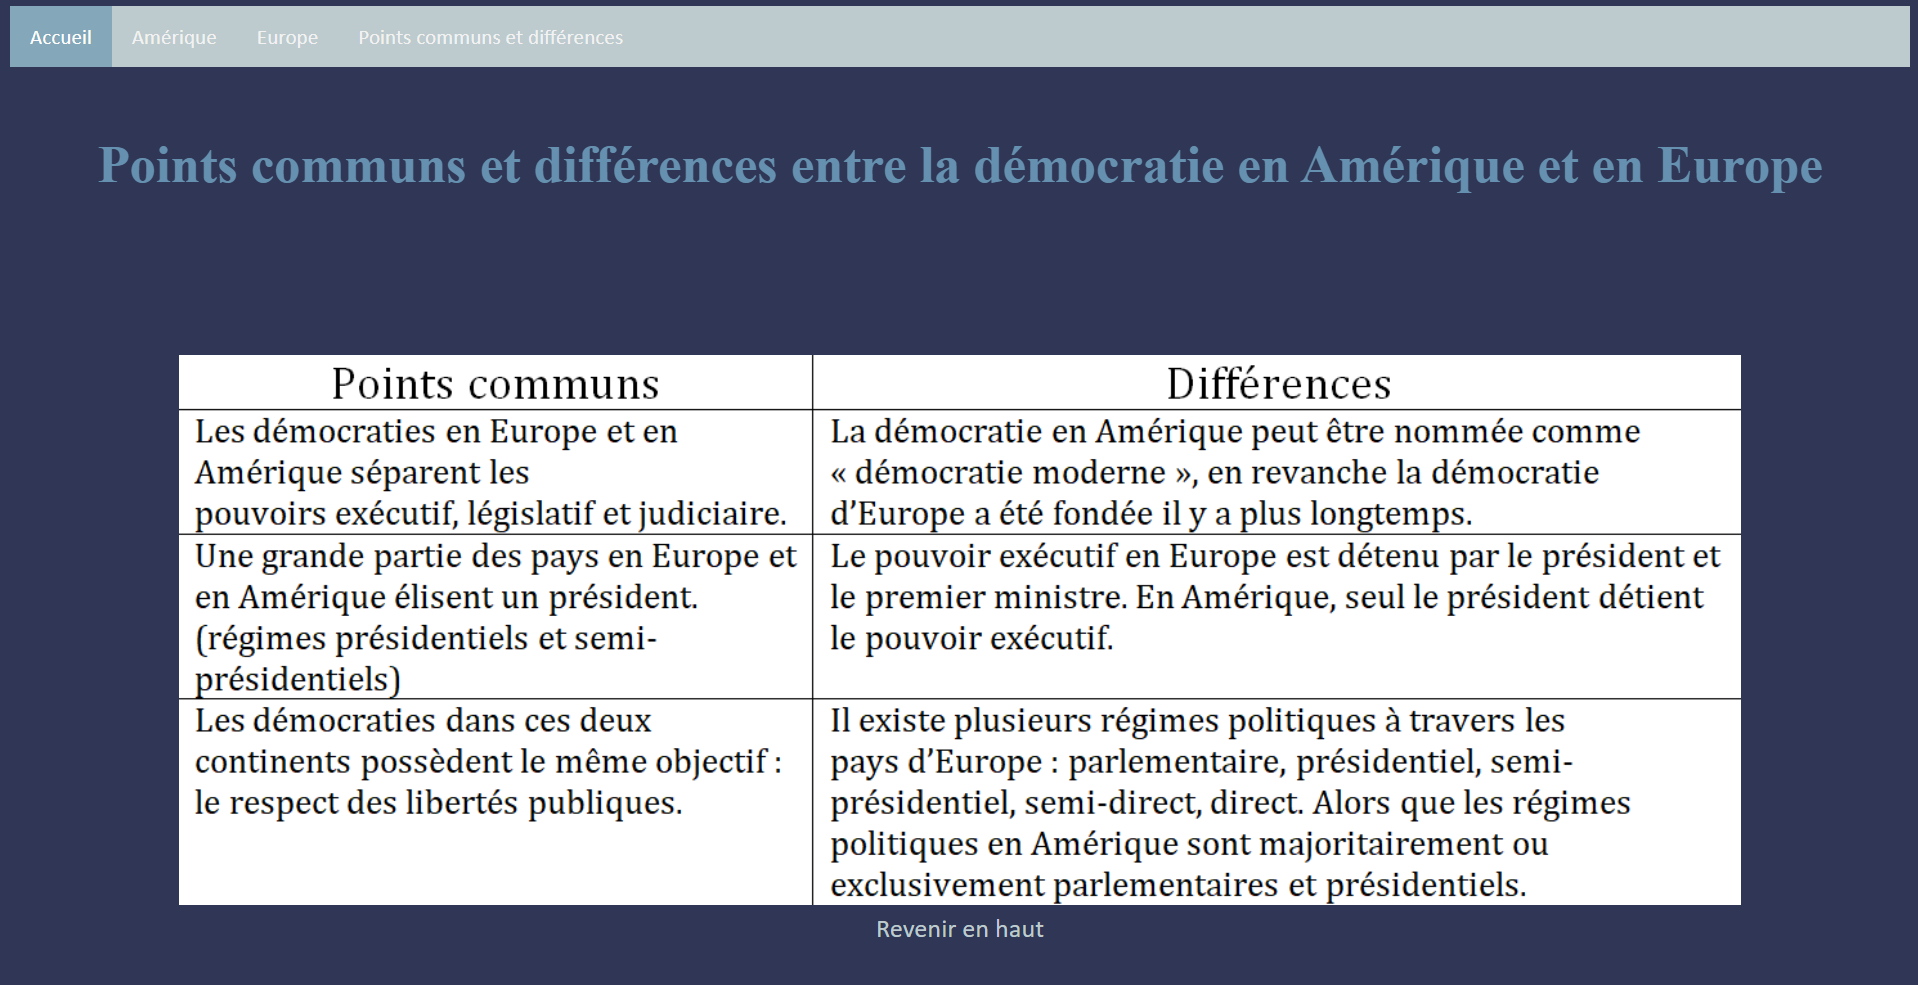 Accueil Amérique Europe Points communs et différences
Points communs et différences entre la démocratie en Amérique et en Europe
Points communs
Différences
Les démocraties en Europe et en
Amérique séparent les
pouvoirs exécutif, législatif et judiciaire.
La démocratie en Amérique peut être nommée comme
« démocratie moderne », en revanche la démocratie
d’Europe a été fondée il y a plus longtemps.
Une grande partie des pays en Europe et
en Amérique élisent un président.
(régimes présidentiels et semi-
présidentiels)
Le pouvoir exécutif en Europe est détenu par le président et
le premier ministre. En Amérique, seul le président détient
le pouvoir exécutif.
Les démocraties dans ces deux
continents possèdent le même objectif :
le respect des libertés publiques.
Il existe plusieurs régimes politiques à travers les
pays d’Europe : parlementaire, présidentiel, semi-
présidentiel, semi-direct, direct. Alors que les régimes
politiques en Amérique sont majoritairement ou
exclusivement parlementaires et présidentiels.
Revenir en haut